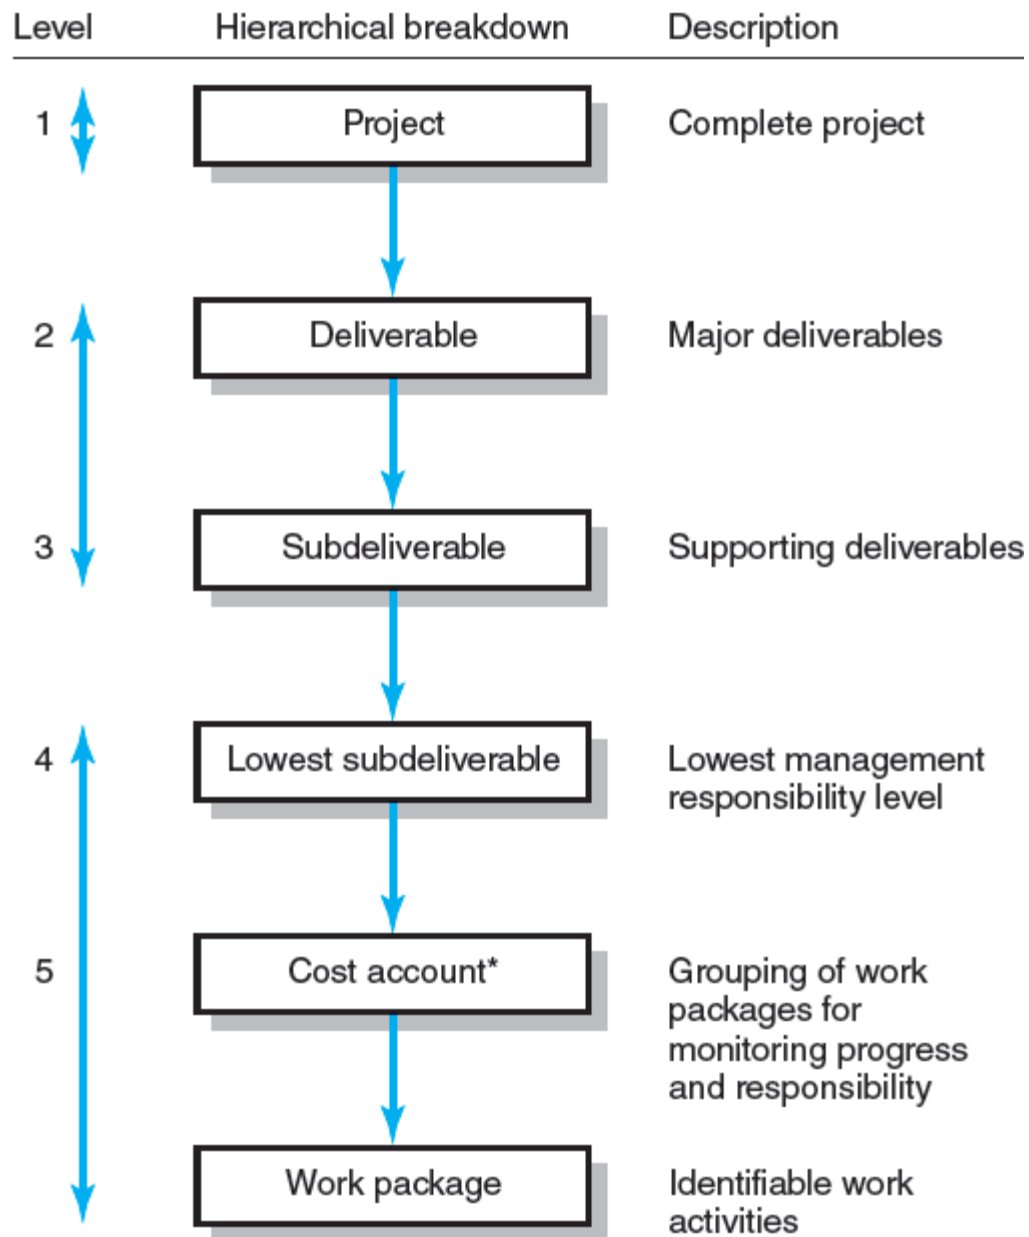 Level Hierarchical breakdown Description
1 Project Complete project
2 Deliverable Major deliverables
3 Subdeliverable Supporting deliverables
4 Lowest subdeliverable Lowest management
responsibility level
5 Cost account* Grouping of work
packages for
monitoring progress
and responsibility
Work package Identifiable work
activities